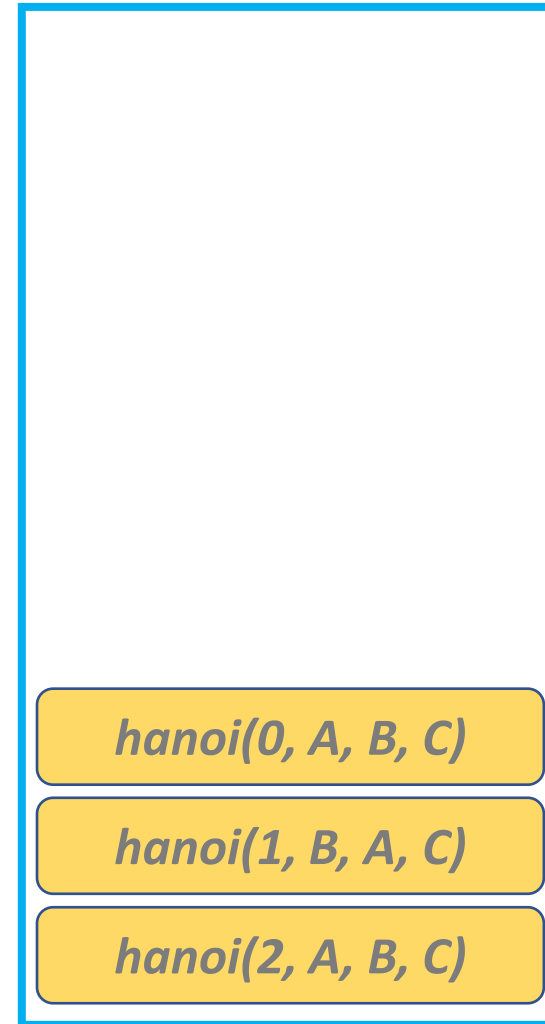 hanoi(0, A, B, C)
hanoi(1, B, A, C)
hanoi(2, A, B, C)